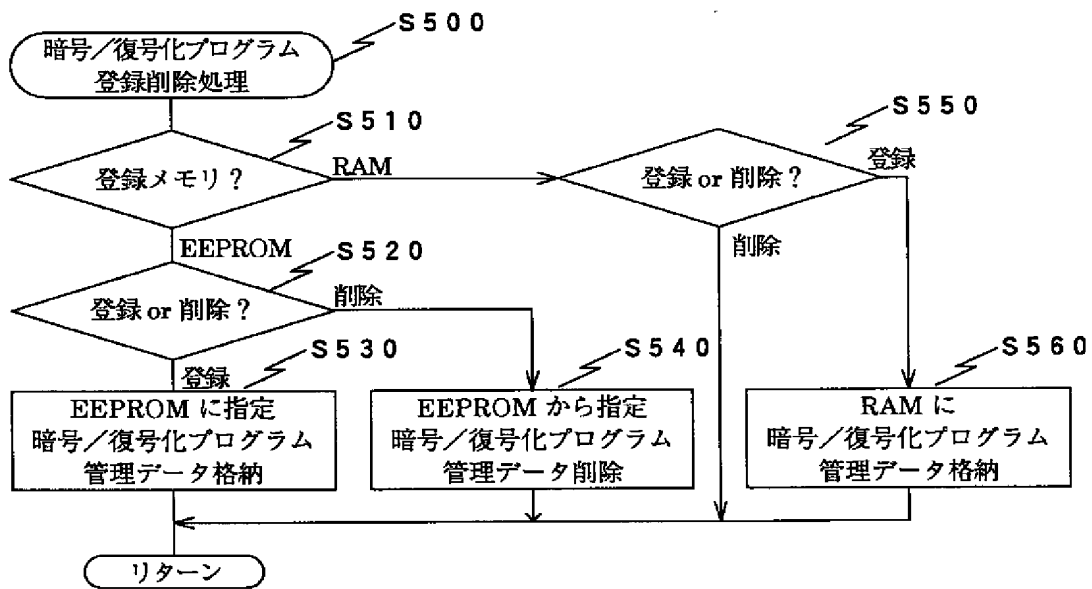 S500
暗号／復号化プログラム
登録削除処理
S510
登録メモリ？
RAM
S550
登録 or 削除？
登録
削除
EEPROM
S520
登録 or 削除？
削除
登録
S530
EEPROM に指定
暗号／復号化プログラム
管理データ格納
S540
EEPROM から指定
暗号／復号化プログラム
管理データ削除
S560
RAM に
暗号／復号化プログラム
管理データ格納
リターン